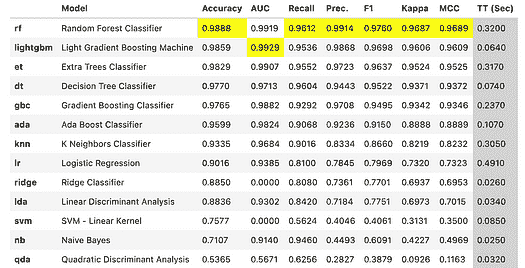 Model Accuracy AUC Recall Prec. F1 Kappa MCC TT (Sec)
rf Random Forest Classifier 0.9888 0.9919 0.9612 0.9914 0.9760 0.9687 0.9689 0.3200
lightgbm Light Gradient Boosting Machine 0.9859 0.9929 0.9536 0.9868 0.9698 0.9606 0.9609 0.0640
et Extra Trees Classifier 0.9829 0.9907 0.9552 0.9723 0.9637 0.9524 0.9525 0.3170
dt Decision Tree Classifier 0.9770 0.9713 0.9604 0.9443 0.9522 0.9371 0.9372 0.0740
gbc Gradient Boosting Classifier 0.9765 0.9882 0.9292 0.9708 0.9495 0.9342 0.9346 0.2370
ada Ada Boost Classifier 0.9599 0.9824 0.9068 0.9236 0.9150 0.8888 0.8889 0.1070
knn K Neighbors Classifier 0.9335 0.9684 0.9016 0.8334 0.8660 0.8219 0.8232 0.3050
lr Logistic Regression 0.9016 0.9385 0.8100 0.7845 0.7969 0.7320 0.7323 0.4910
ridge Ridge Classifier 0.8850 0.0000 0.8080 0.7361 0.7701 0.6937 0.6953 0.0260
lda Linear Discriminant Analysis 0.8836 0.9302 0.8420 0.7184 0.7751 0.6973 0.7015 0.0340
svm SVM - Linear Kernel 0.7577 0.0000 0.5624 0.4046 0.4061 0.3131 0.3500 0.0850
nb Naive Bayes 0.7107 0.9140 0.9460 0.4493 0.6091 0.4227 0.4969 0.0250
qda Quadratic Discriminant Analysis 0.5365 0.5671 0.6256 0.2827 0.3879 0.0926 0.1163 0.0320